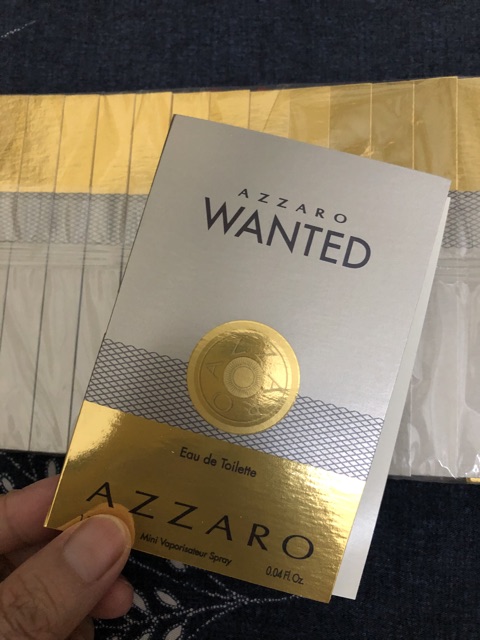 AZZARO
WANTED
Eau de Toilette
AZZARO
Mini Vaporisateur Spray
0.04 Fl. Oz.